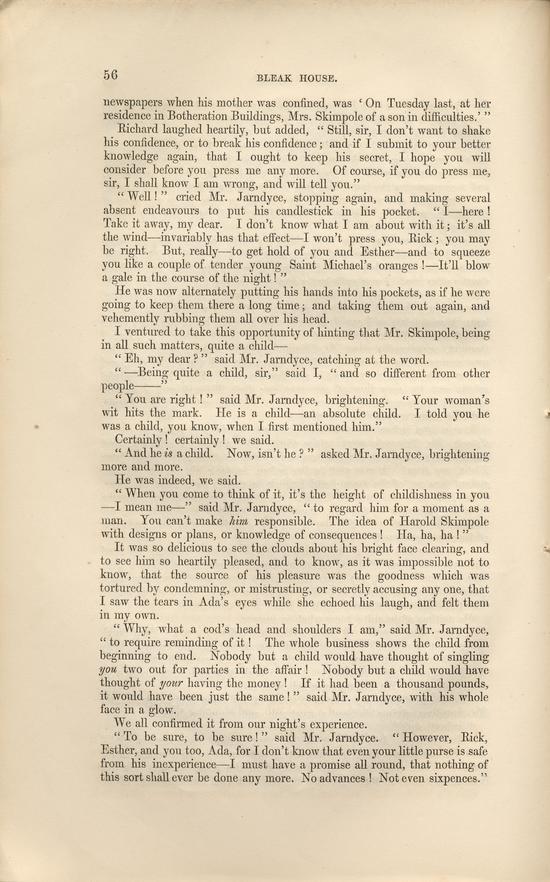 56
BLEAK HOUSE.
newspapers when his mother was confined, was ‘ On Tuesday last, at her
residence in Botheration Buildings, Mrs. Skimpole of a son in difficulties.’ ”
Richard laughed heartily, but added, “ Still, sir, I don’t want to shake
his confidence, or to break his confidence ; and if I submit to your better
knowledge again, that I ought to keep his secret, I hope you will
consider before you press me any more. Of course, if you do press me,
sir, I shall know I am wrong, and will tell you.”
“ Well ! ” cried Mr. Jarndyce, stopping again, and making several
absent endeavours to put his candlestick in his pocket. “ I—here !
Take it away, my dear. I don’t know what I am about with it ; it’s all
the wind—invariably has that effect—I won’t press you, Rick ; you may
be right. But, really—to get hold of you and Esther—and to squeeze
you like a couple of tender young Saint Michael’s oranges !—It’ll blow
a gale in the course of the night ! ”
He was now alternately putting his hands into his pockets, as if he were
going to keep them there a long time ; and taking them out again, and
vehemently rubbing them all over his head.
I ventured to take this opportunity of hinting that Mr. Skimpole, being
in all such matters, quite a child—
“ Eh, my dear ? ” said Mr. Jarndyce, catching at the word.
“ —Being quite a child, sir,” said I, “ and so different from other
people——”
“ You are right ! ” said Mr. Jarndyce, brightening. “ Your woman’s
wit hits the mark. He is a child—an absolute child. I told you he
was a child, you know, when I first mentioned him.”
Certainly ! certainly ! we said.
“ And he is a child. Now, isn’t he ? ” asked Mr. Jarndyce, brightening
more and more.
He was indeed, we said.
“ When you come to think of it, it’s the height of childishness in you
—I mean me—” said Mr. Jarndyce, “ to regard him for a moment as a
man. You can’t make him responsible. The idea of Harold Skimpole
with designs or plans, or knowledge of consequences ! Ha, ha, ha ! ”
It was so delicious to see the clouds about his bright face clearing, and
to see him so heartily pleased, and to know, as it was impossible not to
know, that the source of his pleasure was the goodness which was
tortured by condemning, or mistrusting, or secretly accusing any one, that
I saw the tears in Ada’s eyes while she echoed his laugh, and felt them
in my own.
“ Why, what a cod’s head and shoulders I am,” said Mr. Jarndyce,
“ to require reminding of it ! The whole business shows the child from
beginning to end. Nobody but a child would have thought of singling
you two out for parties in the affair ! Nobody but a child would have
thought of your having the money ! If it had been a thousand pounds,
it would have been just the same ! ” said Mr. Jarndyce, with his whole
face in a glow.
We all confirmed it from our night’s experience.
“ To be sure, to be sure ! ” said Mr. Jarndyce. “ However, Rick,
Esther, and you too, Ada, for I don’t know that even your little purse is safe
from his inexperience—I must have a promise all round, that nothing of
this sort shall ever be done any more. No advances ! Not even sixpences.”